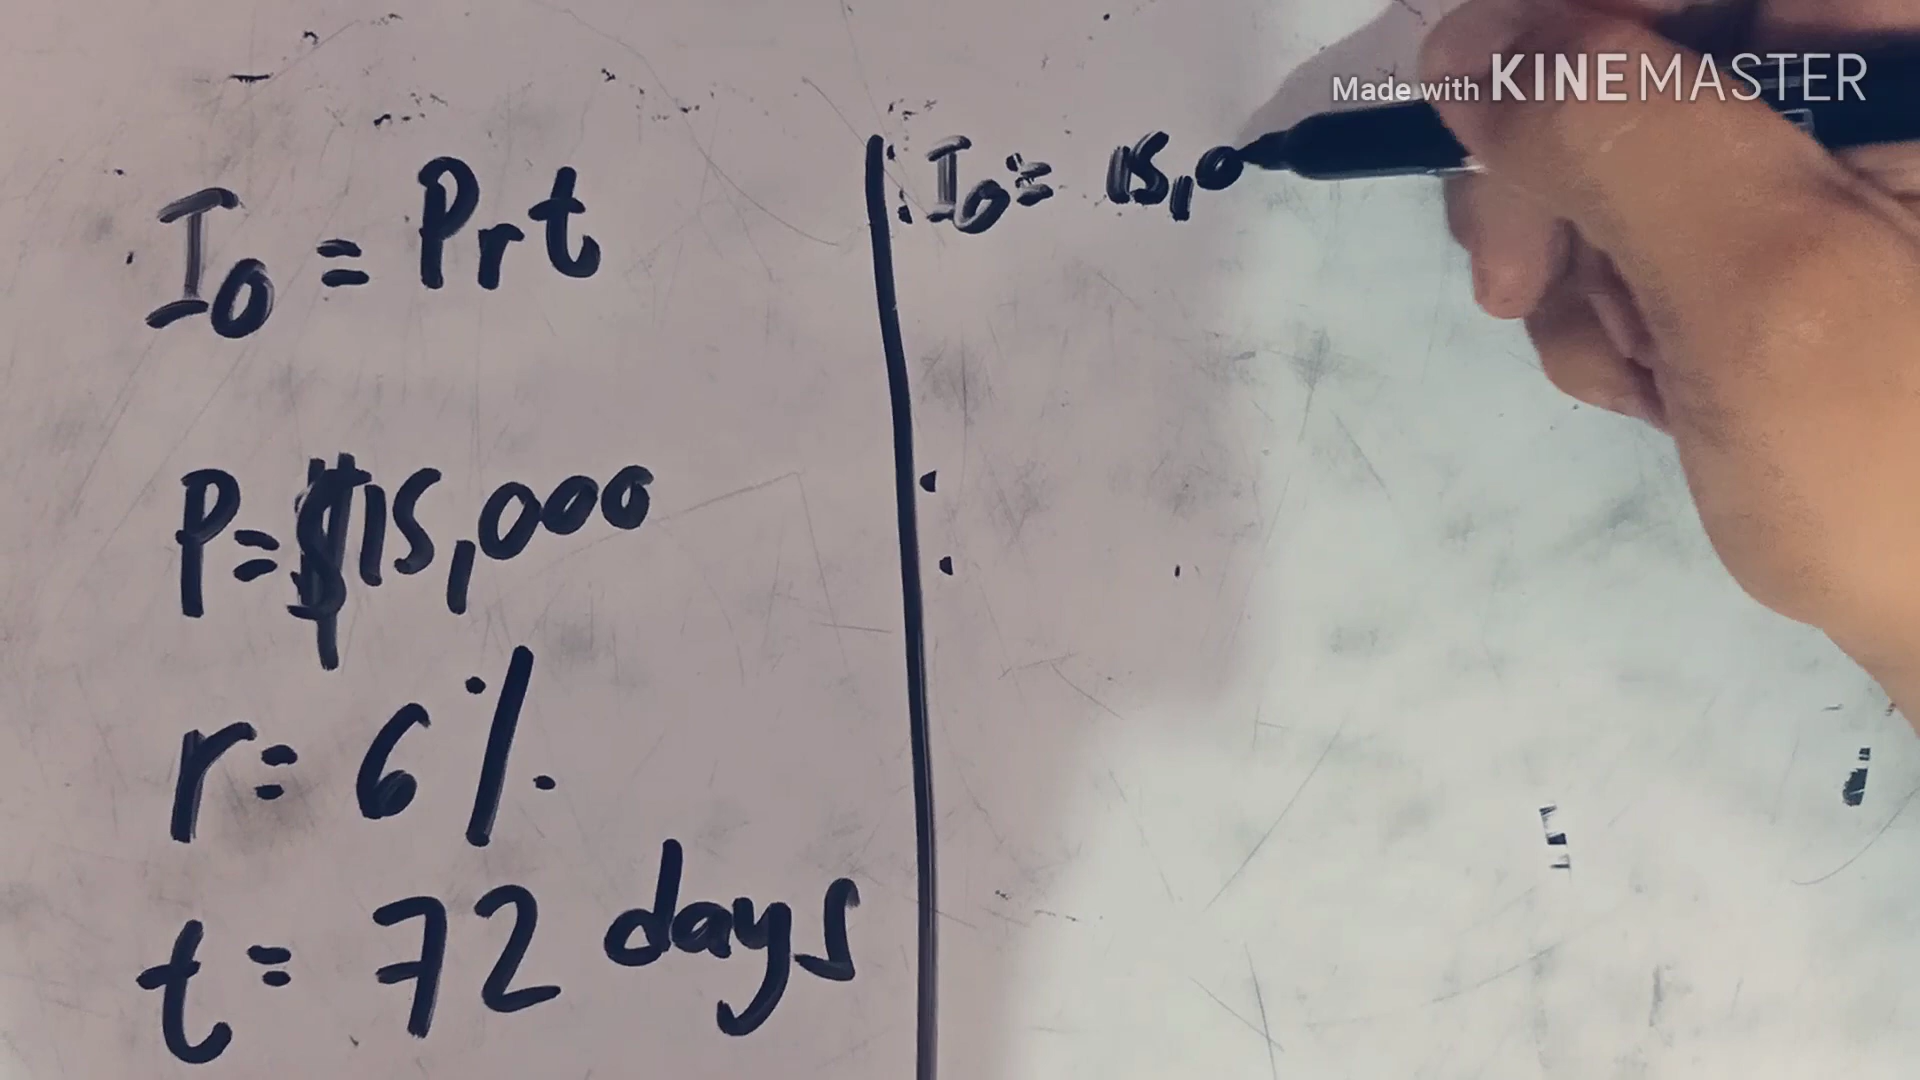 Made with KINEMASTER
I₀ = Prt
P = $15,000
r = 6%
t = 72 days
I₀ = 15,0